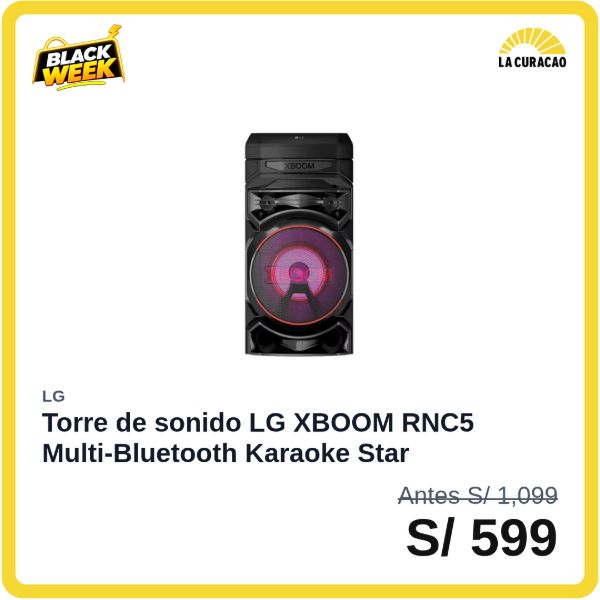 BLACK
WEEK
LA CURACAO
XBOOM
LG
Torre de sonido LG XBOOM RNC5
Multi-Bluetooth Karaoke Star
Antes S/ 1,099
S/ 599